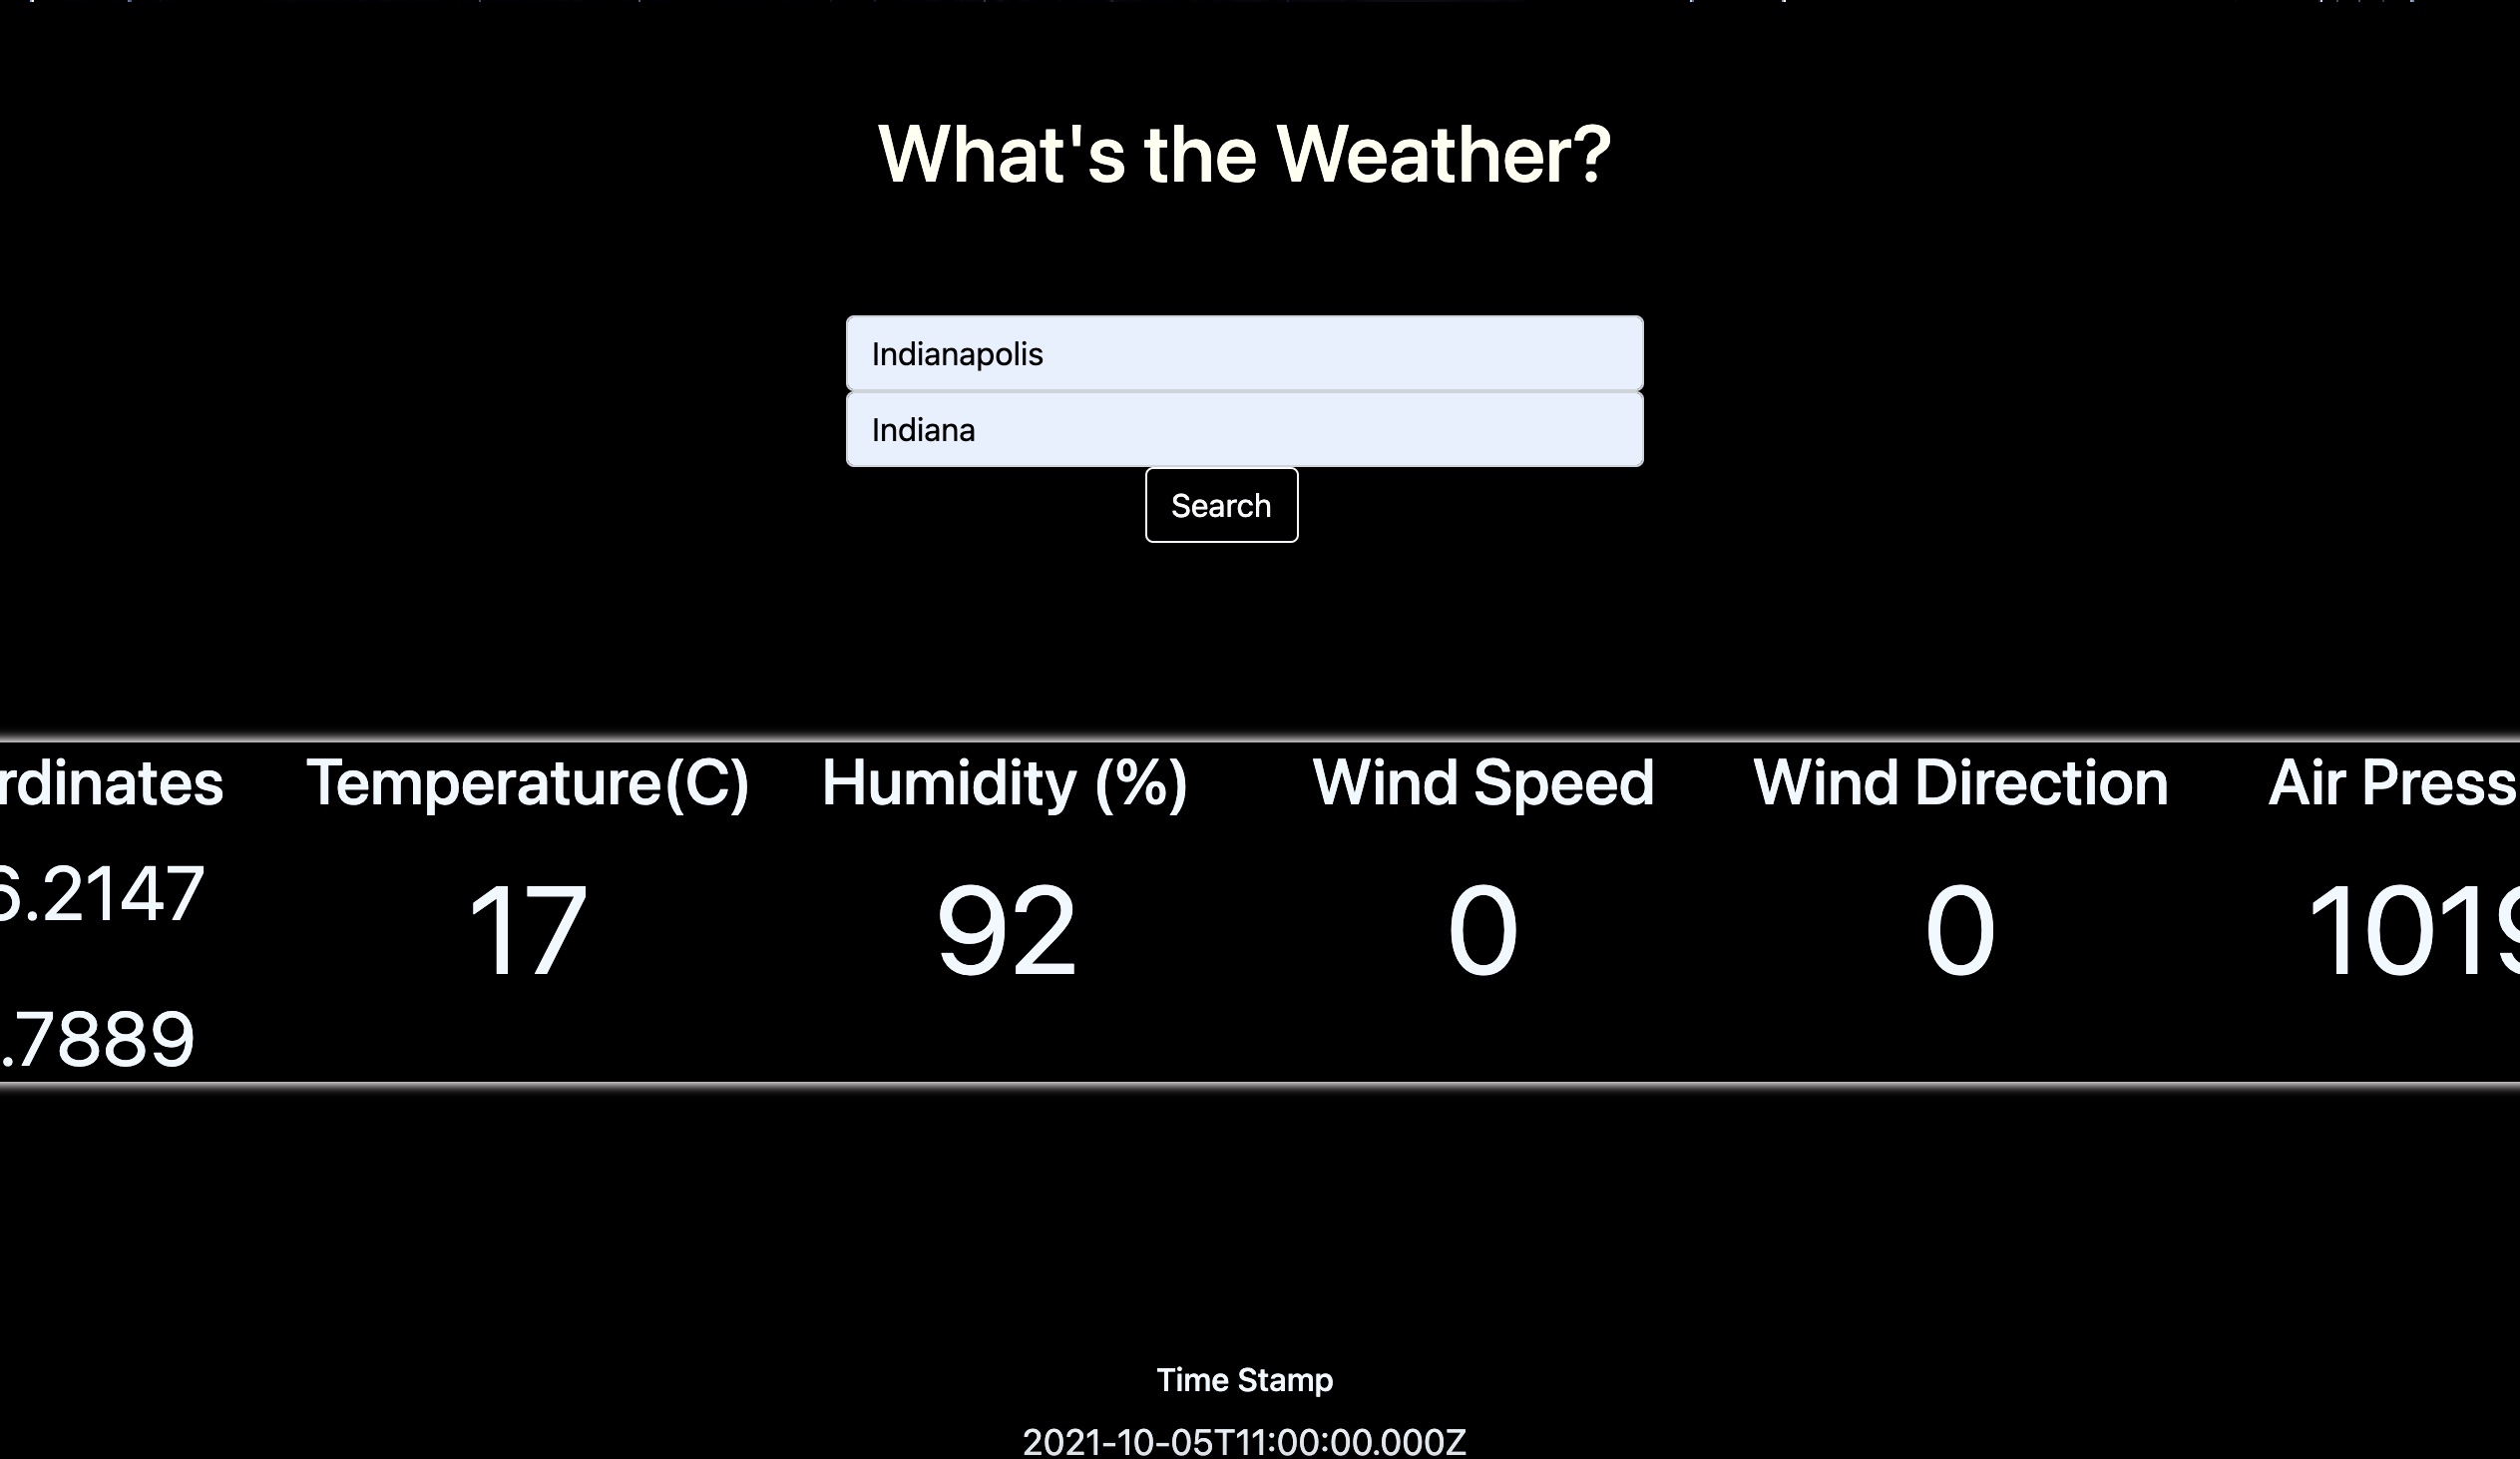 What's the Weather?
Indianapolis
Indiana
Search
rdinates Temperature(C) Humidity (%) Wind Speed Wind Direction Air Press
6.2147 17 92 0 0 1019
.7889
Time Stamp
2021-10-05T11:00:00.000Z